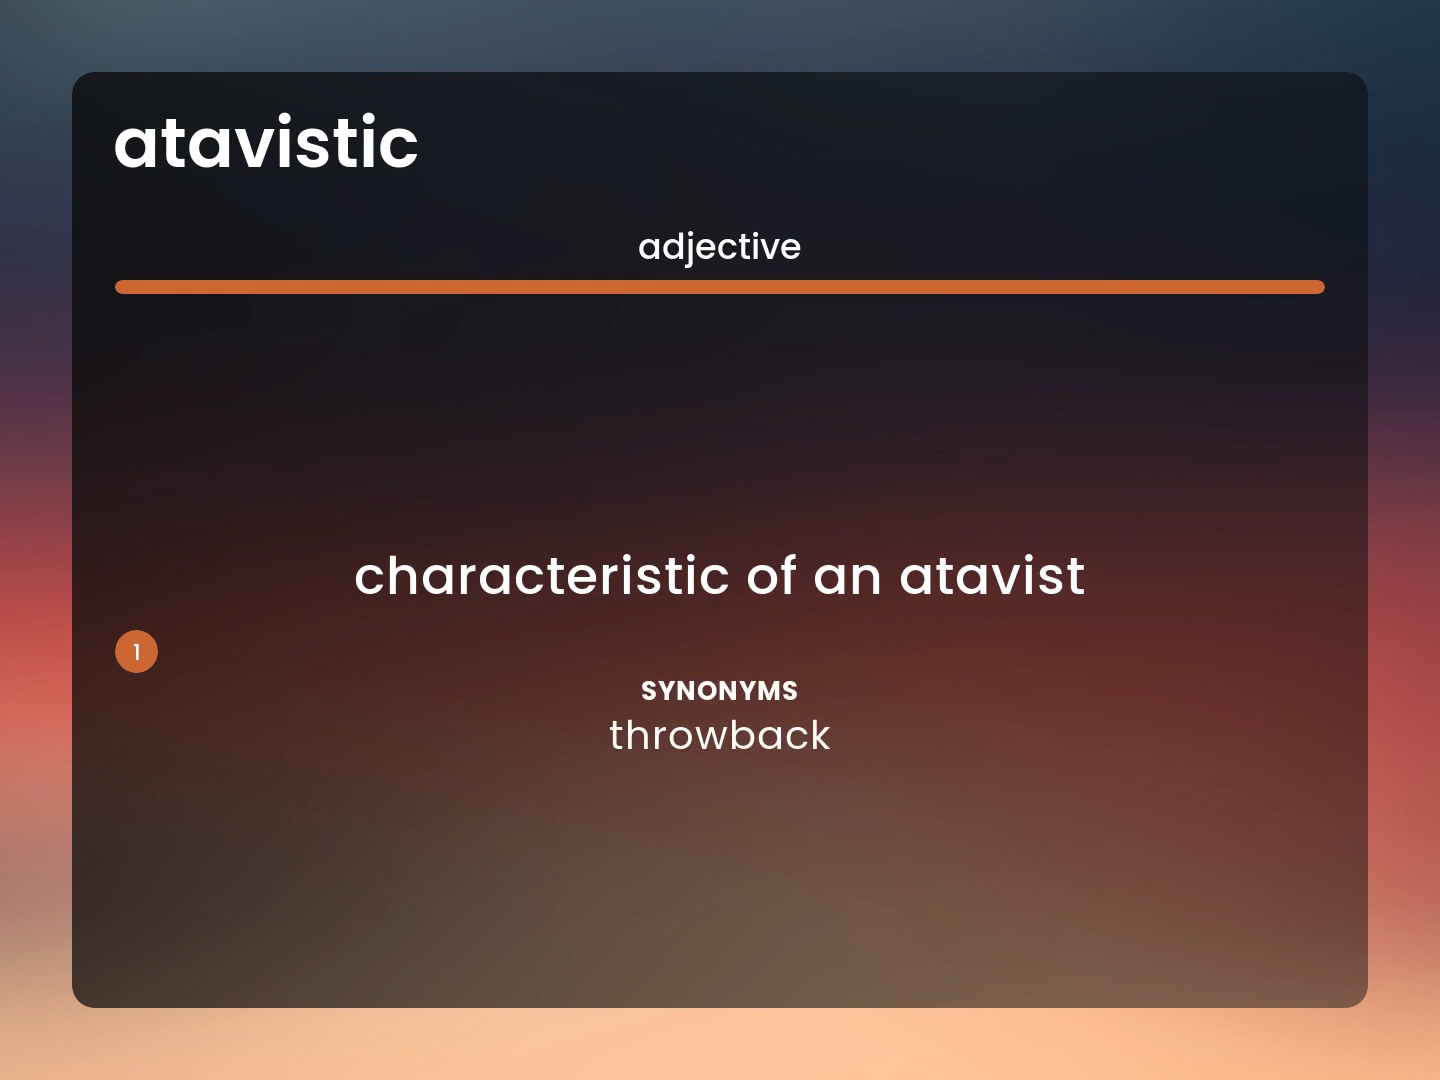 atavistic
adjective
characteristic of an atavist
1
SYNONYMS
throwback